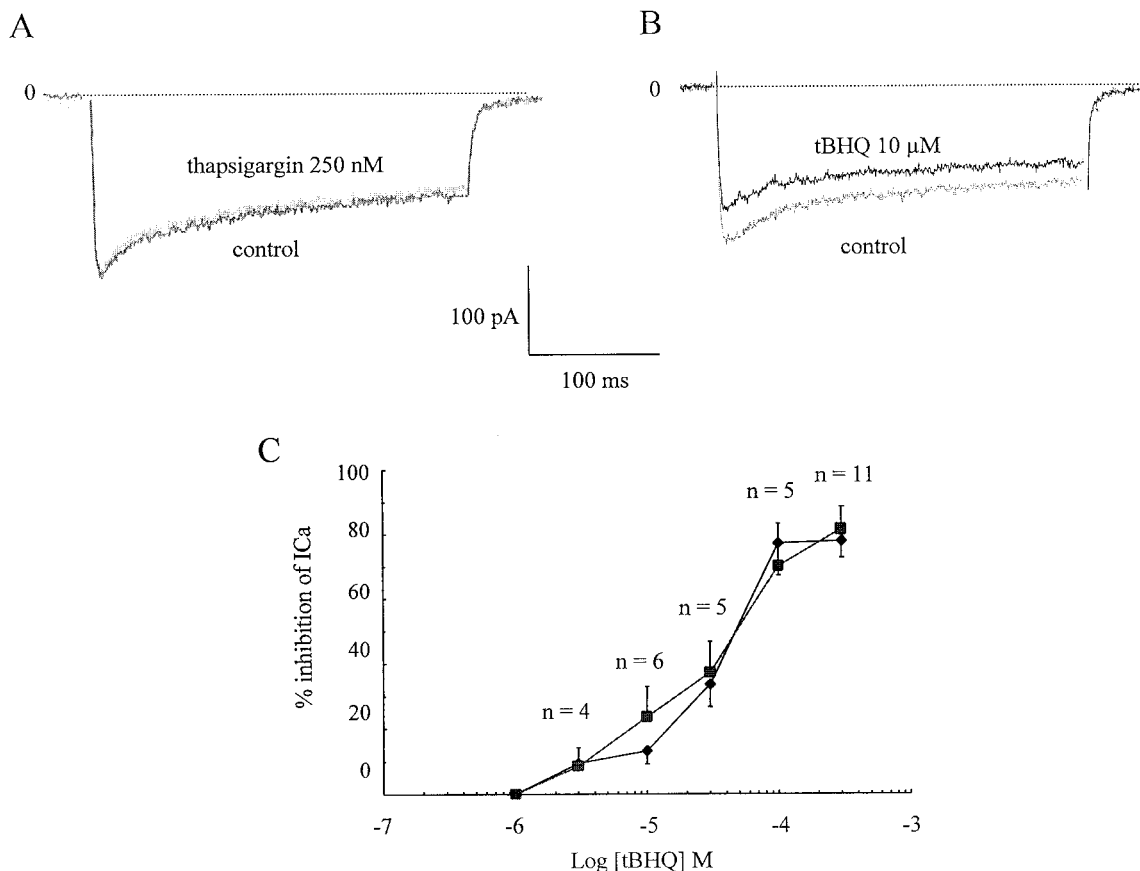 A
B
0
0
thapsigargin 250 nM
tBHQ 10 µM
control
control
100 pA
100 ms
C
100
80
60
40
20
0
% inhibition of ICa
n = 4
n = 6
n = 5
n = 5
n = 11
-7
-6
-5
-4
-3
Log [tBHQ] M